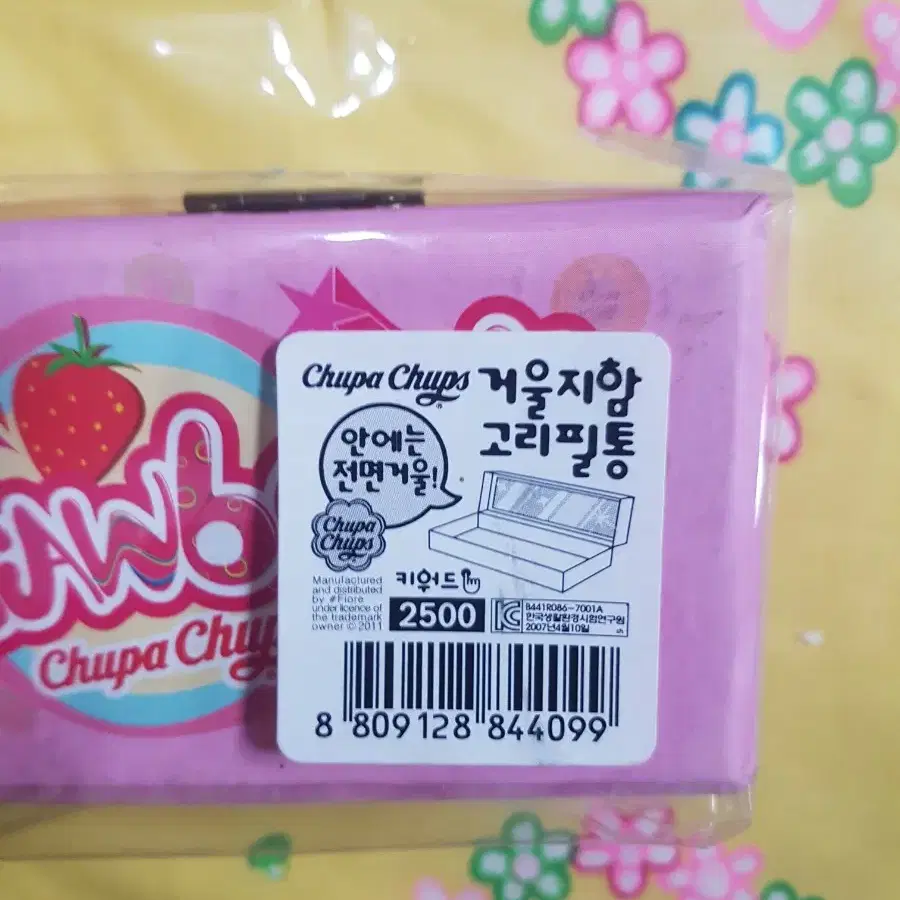 Chupa Chups
Chupa Chups
거울지함
고리필통
안에는
전면거울!
Chupa
Chups
Manufactured
and distributed
by #Fiore
under licence of
the trademark
owner © 2011
키워드
2500
B441R086-7001A
한국생활환경시험연구원
2007년4월10일
8 809128 844099